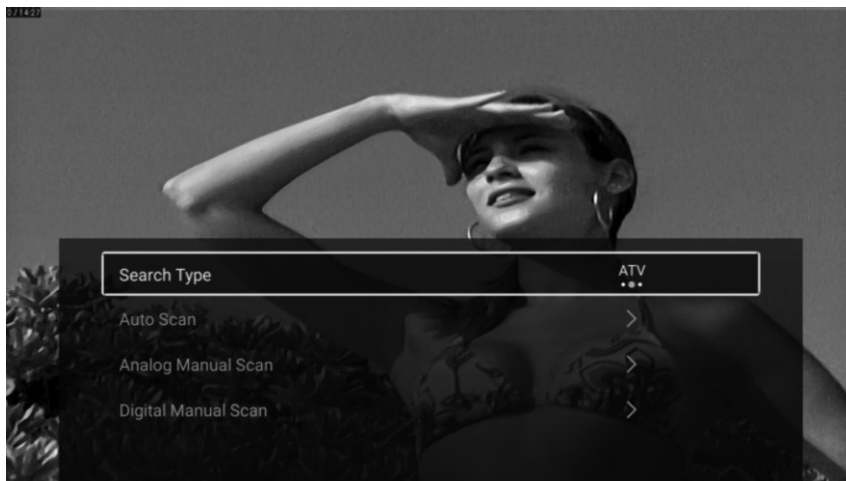 Search Type ATV
Auto Scan
Analog Manual Scan
Digital Manual Scan